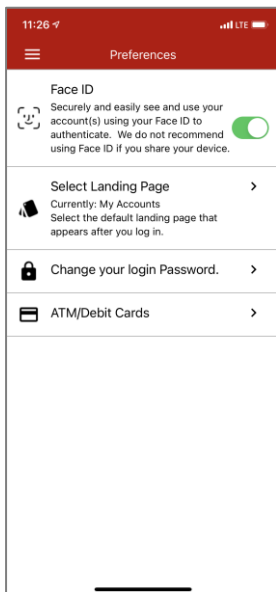 11:26
LTE
Preferences
Face ID
Securely and easily see and use your
account(s) using your Face ID to
authenticate. We do not recommend
using Face ID if you share your device.
Select Landing Page
Currently: My Accounts
Select the default landing page that
appears after you log in.
Change your login Password.
ATM/Debit Cards